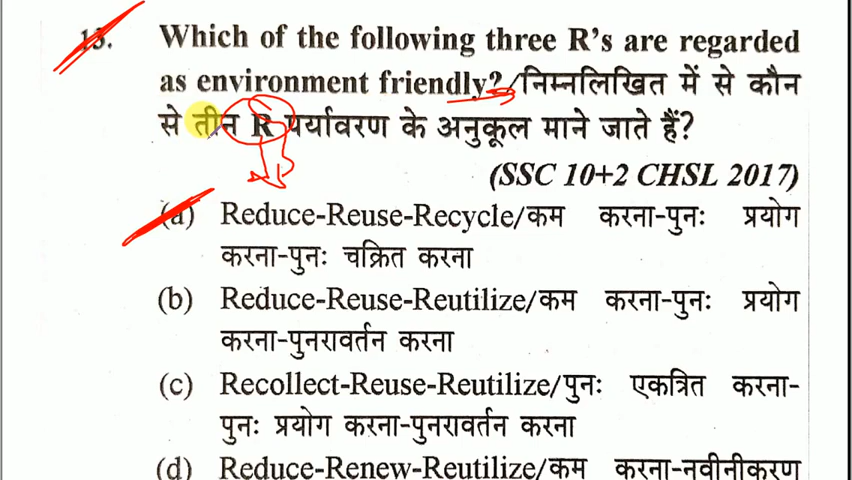 13. Which of the following three R's are regarded
as environment friendly?/निम्नलिखित में से कौन
से तीन R पर्यावरण के अनुकूल माने जाते हैं?
(SSC 10+2 CHSL 2017)
(a) Reduce-Reuse-Recycle/कम करना-पुनः प्रयोग
करना-पुनः चक्रित करना
(b) Reduce-Reuse-Reutilize/कम करना-पुनः प्रयोग
करना-पुनरावर्तन करना
(c) Recollect-Reuse-Reutilize/पुनः एकत्रित करना-
पुनः प्रयोग करना-पुनरावर्तन करना
(d) Reduce-Renew-Reutilize/कम करना-नवीनीकरण